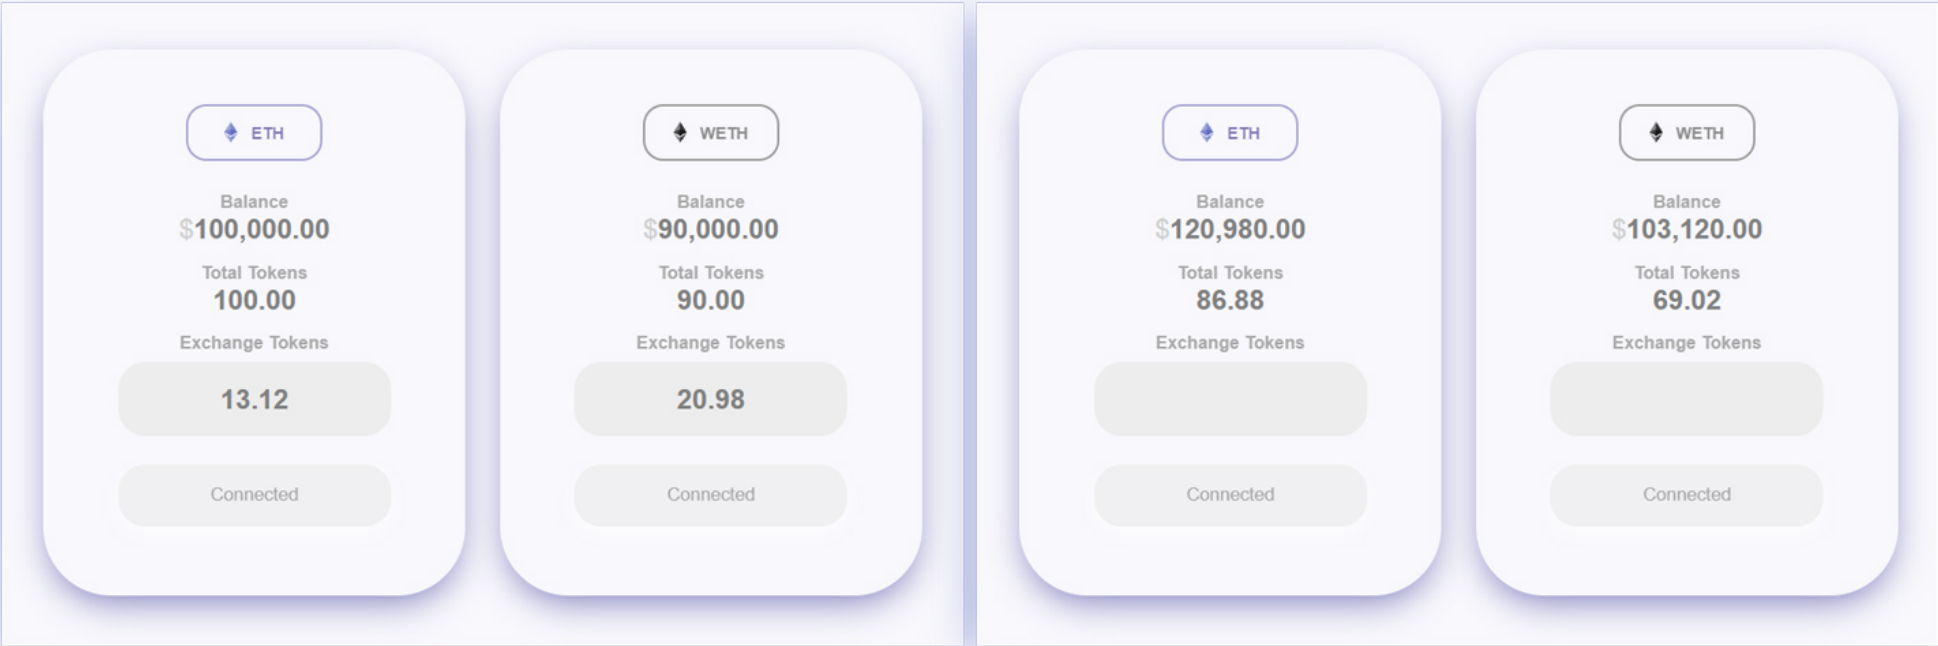 ETH
Balance
$100,000.00
Total Tokens
100.00
Exchange Tokens
13.12
Connected
WETH
Balance
$90,000.00
Total Tokens
90.00
Exchange Tokens
20.98
Connected
ETH
Balance
$120,980.00
Total Tokens
86.88
Exchange Tokens
Connected
WETH
Balance
$103,120.00
Total Tokens
69.02
Exchange Tokens
Connected